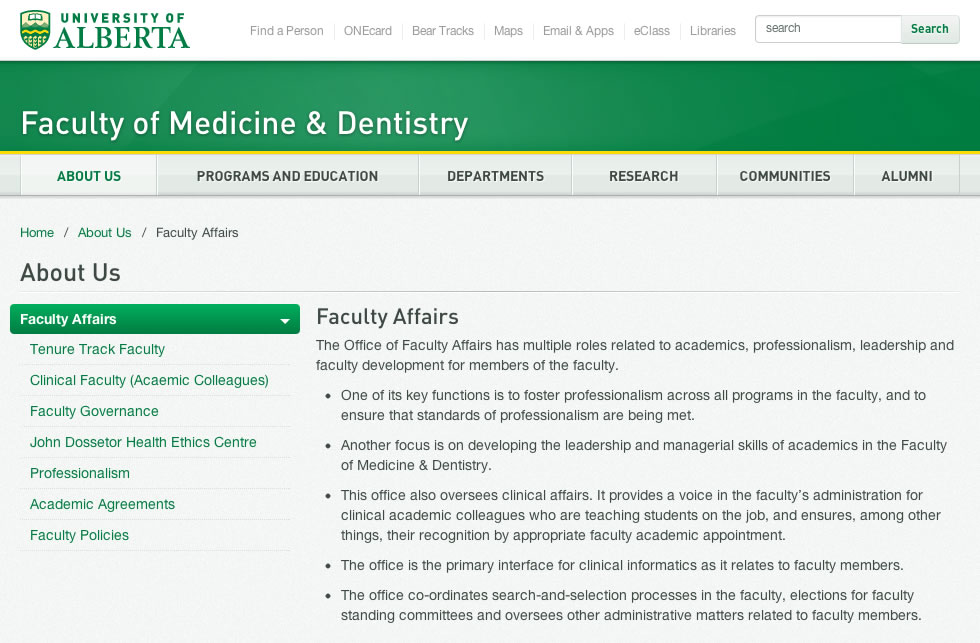 UNIVERSITY OF
ALBERTA
Find a Person ONEcard Bear Tracks Maps Email & Apps eClass Libraries search Search
Faculty of Medicine & Dentistry
ABOUT US PROGRAMS AND EDUCATION DEPARTMENTS RESEARCH COMMUNITIES ALUMNI
Home / About Us / Faculty Affairs
About Us
Faculty Affairs
Tenure Track Faculty
Clinical Faculty (Acaemic Colleagues)
Faculty Governance
John Dossetor Health Ethics Centre
Professionalism
Academic Agreements
Faculty Policies
Faculty Affairs
The Office of Faculty Affairs has multiple roles related to academics, professionalism, leadership and
faculty development for members of the faculty.
• One of its key functions is to foster professionalism across all programs in the faculty, and to
ensure that standards of professionalism are being met.
• Another focus is on developing the leadership and managerial skills of academics in the Faculty
of Medicine & Dentistry.
• This office also oversees clinical affairs. It provides a voice in the faculty’s administration for
clinical academic colleagues who are teaching students on the job, and ensures, among other
things, their recognition by appropriate faculty academic appointment.
• The office is the primary interface for clinical informatics as it relates to faculty members.
• The office co-ordinates search-and-selection processes in the faculty, elections for faculty
standing committees and oversees other administrative matters related to faculty members.